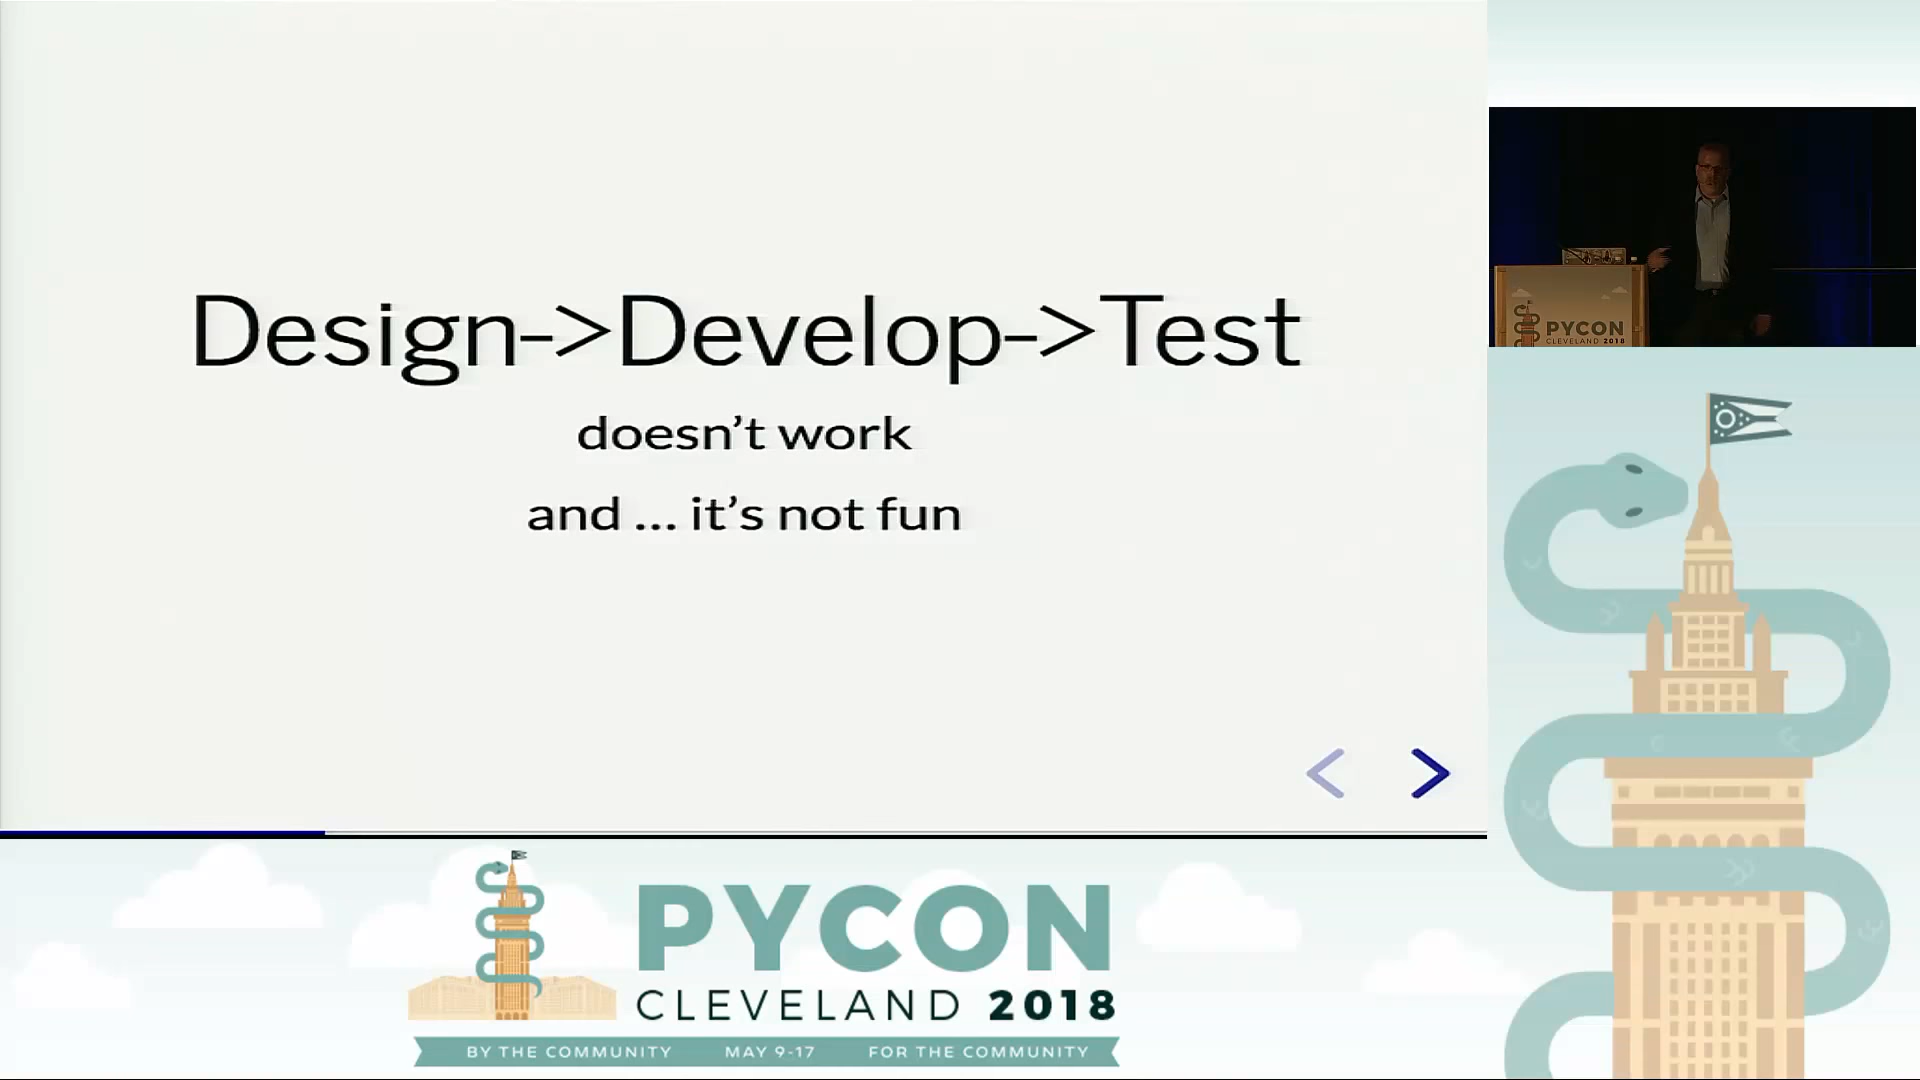 Design->Develop->Test
doesn’t work
and ... it’s not fun
PYCON
CLEVELAND 2018
PYCON
CLEVELAND 2018
BY THE COMMUNITY MAY 9-17 FOR THE COMMUNITY